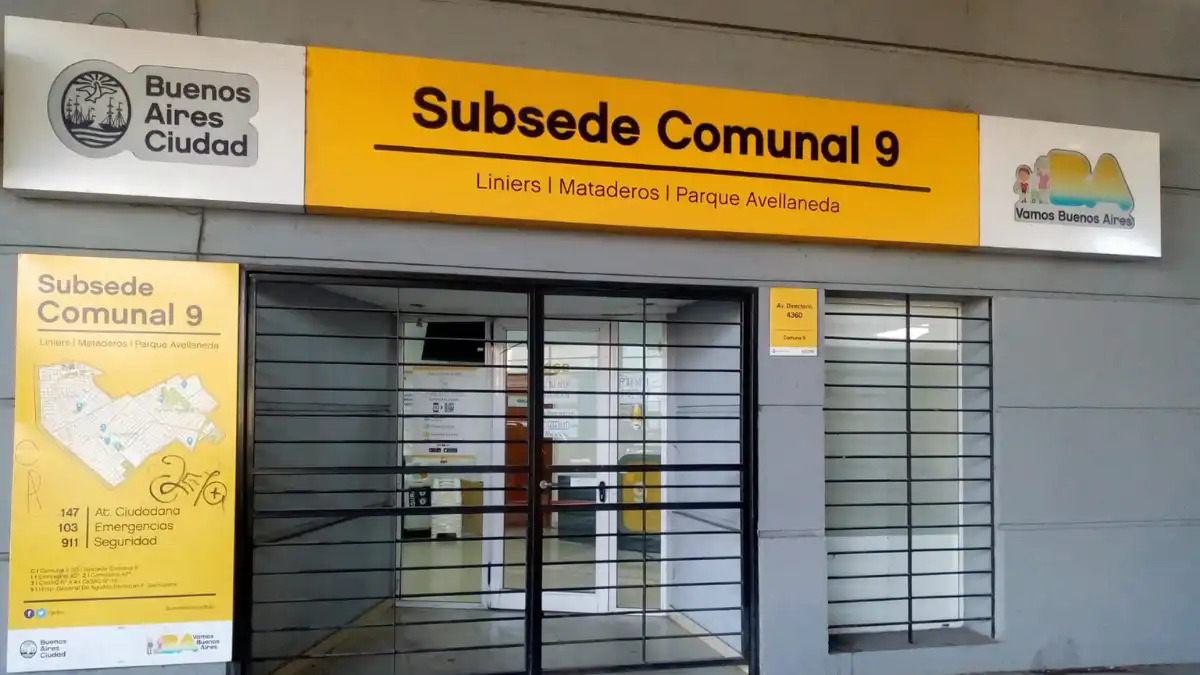 Buenos
Aires
Ciudad
Subsede Comunal 9
Liniers | Mataderos | Parque Avellaneda
BA
Vamos Buenos Aires
Subsede
Comunal 9
Liniers | Mataderos | Parque Avellaneda
147 At. Ciudadana
103 Emergencias
911 Seguridad
Buenos
Aires
Ciudad
BA
Vamos
Buenos
Aires
Av. Directorio
4360
Comuna 9